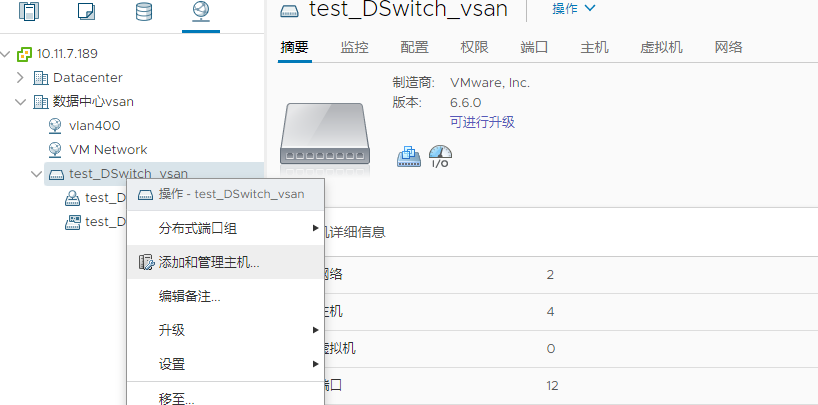 test_DSwitch_vsan
操作
摘要
监控
配置
权限
端口
主机
虚拟机
网络
10.11.7.189
Datacenter
数据中心vsan
vlan400
VM Network
test_DSwitch_vsan
test_D
test_D
制造商: VMware, Inc.
版本: 6.6.0
可进行升级
I/O
操作 - test_DSwitch_vsan
分布式端口组
添加和管理主机...
编辑备注...
升级
设置
移至...
机详细信息
网络 2
主机 4
虚拟机 0
端口 12